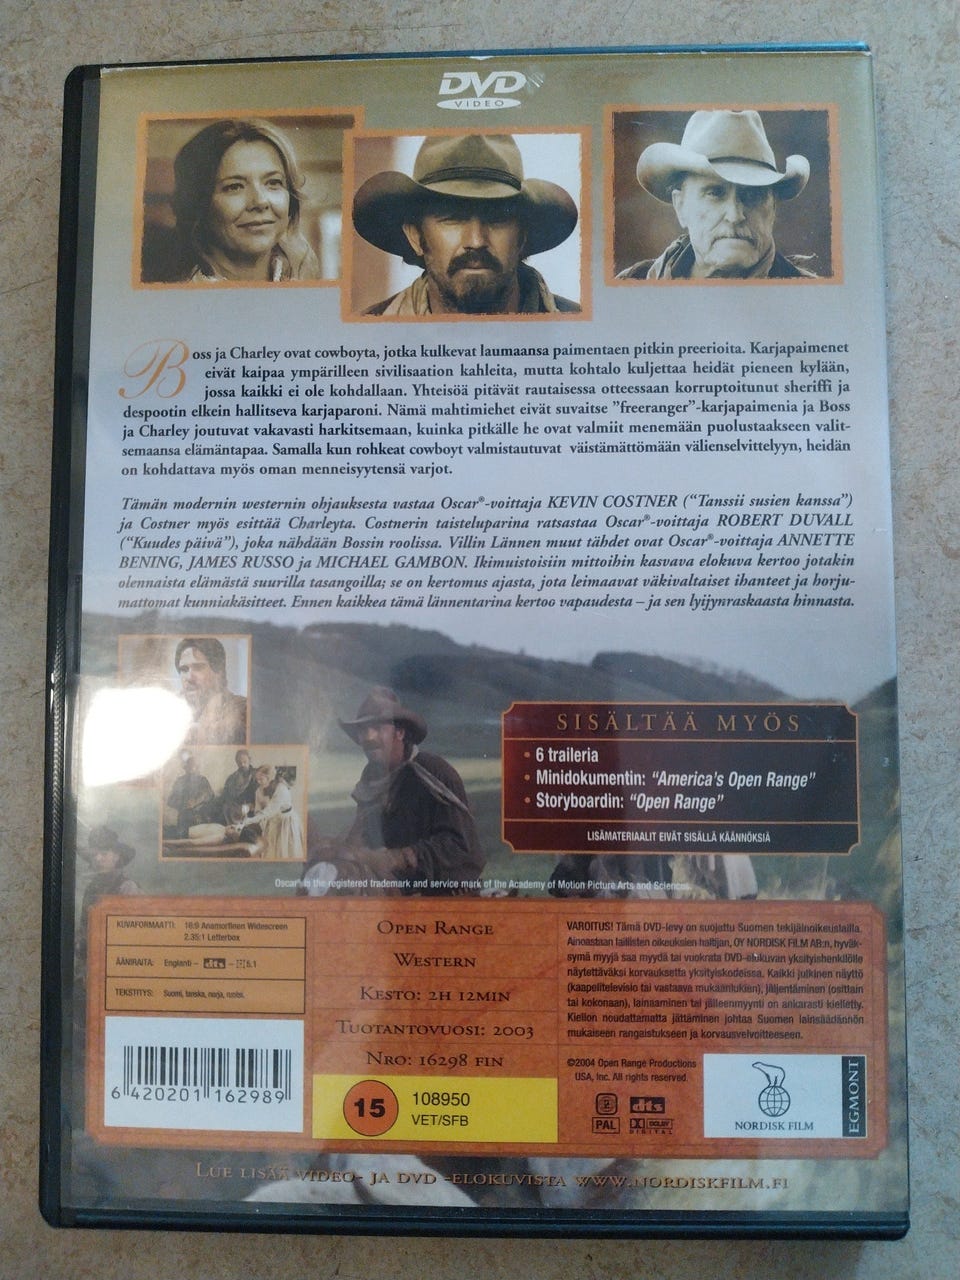 DVD
VIDEO
Boss ja Charley ovat cowboyta, jotka kulkevat laumaansa paimentaen pitkin preerioita. Karjapaimenet
eivät kaipaa ympärilleen sivilisaation kahleita, mutta kohtalo kuljettaa heidät pieneen kylään,
jossa kaikki ei ole kohdallaan. Yhteisöä pitävät rautaisessa otteessaan korruptoitunut sheriffi ja
despootin elkein hallitseva karjaparoni. Nämä mahtimiehet eivät suvaitse ”freeranger”-karjapaimenia ja Boss
ja Charley joutuvat vakavasti harkitsemaan, kuinka pitkälle he ovat valmiit menemään puolustaakseen valit-
semaansa elämäntapaa. Samalla kun rohkeat cowboyt valmistautuvat väistämättömään välienselvittelyyn, heidän
on kohdattava myös oman menneisyytensä varjot.
Tämän modernin westernin ohjauksesta vastaa Oscar®-voittaja KEVIN COSTNER (“Tanssii susien kanssa”)
ja Costner myös esittää Charleyta. Costnerin taisteluparina ratsastaa Oscar®-voittaja ROBERT DUVALL
(“Kuudes päivä”), joka nähdään Bossin roolissa. Villin Lännen muut tähdet ovat Oscar®-voittaja ANNETTE
BENING, JAMES RUSSO ja MICHAEL GAMBON. Ikimuistoisiin mittoihin kasvava elokuva kertoo jotakin
olennaista elämästä suurilla tasangoilla; se on kertomus ajasta, jota leimaavat väkivaltaiset ihanteet ja horju-
mattomat kunniakäsitteet. Ennen kaikkea tämä lännentarina kertoo vapaudesta – ja sen lyijynraskaasta hinnasta.
SISÄLTÄÄ MYÖS
• 6 traileria
• Minidokumentin: “America's Open Range”
• Storyboardin: “Open Range”
LISÄMATERIAALIT EIVÄT SISÄLLÄ KÄÄNNÖKSIÄ
Oscar® is the registered trademark and service mark of the Academy of Motion Picture Arts and Sciences.
KUVAFORMAATTI: 16:9 Anamorfinen Widescreen
2.35:1 Letterbox
ÄÄNIRAITA: Englanti – dts – 5.1
TEKSTITYS: Suomi, tanska, norja, ruotsi.
6 420201 162989
OPEN RANGE
WESTERN
KESTO: 2H 12MIN
TUOTANTOVUOSI: 2003
NRO: 16298 FIN
15
108950
VET/SFB
VAROITUS! Tämä DVD-levy on suojattu Suomen tekijänoikeuslailla.
Ainoastaan laillisten oikeuksien haltijan, OY NORDISK FILM AB:n, hyväk-
symä myyjä saa myydä tai vuokrata DVD-elokuvan yksityishenkilölle
näytettäväksi korvauksetta yksityiskodeissa. Kaikki julkinen näyttö
(kaapelitelevisio tai vastaava mukaanlukien), jäljentäminen (osittain
tai kokonaan), lainaaminen tai jälleenmyynti on ankarasti kielletty.
Kiellon noudattamatta jättäminen johtaa Suomen lainsäädännön
mukaiseen rangaistukseen ja korvausvelvoitteeseen.
©2004 Open Range Productions
USA, Inc. All rights reserved.
2 dts
PAL DOLBY
DIGITAL
NORDISK FILM
EGMONT
LUE LISÄÄ VIDEO- JA DVD -ELOKUVISTA WWW.NORDISKFILM.FI